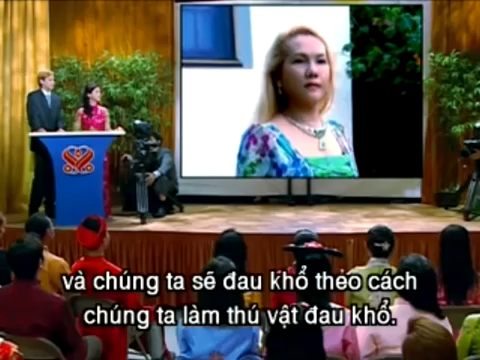 và chúng ta sẽ đau khổ theo cách
chúng ta làm thú vật đau khổ.